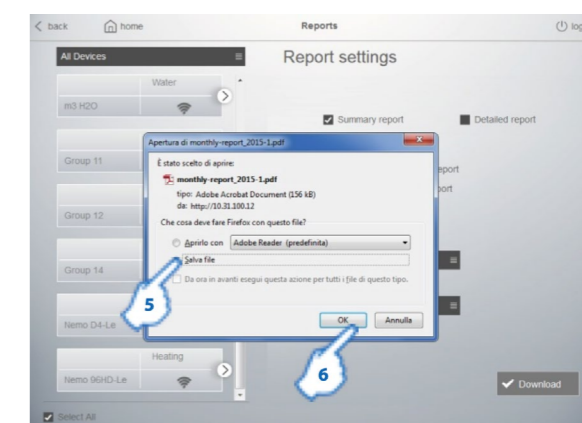 back
home
Reports
log
All Devices
Report settings
Water
m3 H2O
Summary report
Detailed report
Group 11
Group 12
Group 14
Nemo D4-Le
Heating
Nemo 96HD-Le
Select All
Download
Apertura di monthly-report_2015-1.pdf
È stato scelto di aprire:
monthly-report_2015-1.pdf
tipo: Adobe Acrobat Document (156 kB)
da: http://10.31.100.12
Che cosa deve fare Firefox con questo file?
Aprirlo con Adobe Reader (predefinita)
Salva file
Da ora in avanti esegui questa azione per tutti i file di questo tipo.
OK
Annulla
5
6